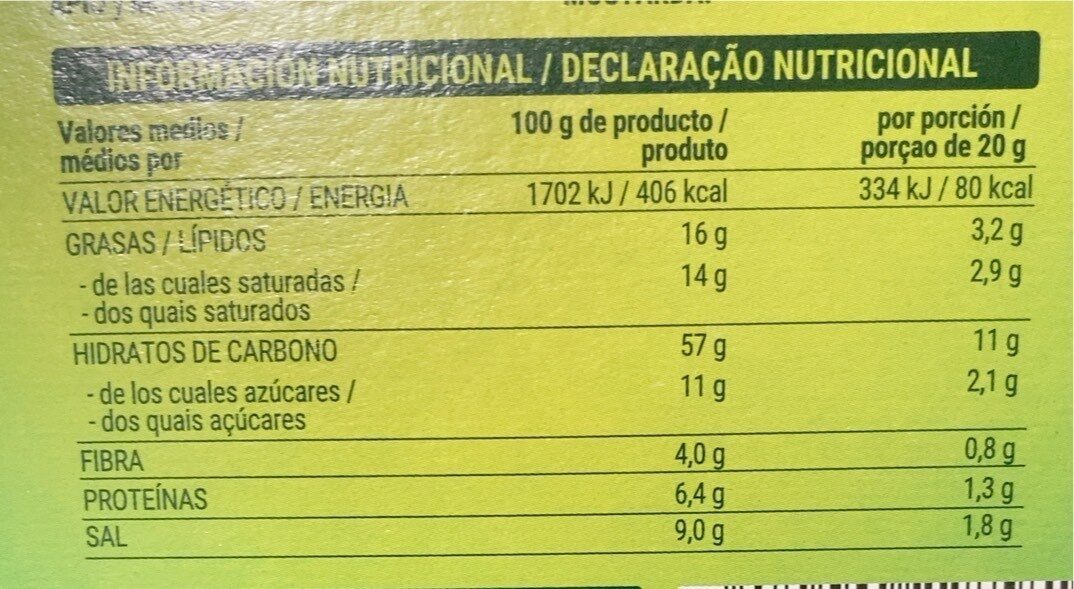 INFORMACIÓN NUTRICIONAL / DECLARAÇÃO NUTRICIONAL
Valores medios / 100 g de producto / por porción /
médios por produto porçao de 20 g
VALOR ENERGÉTICO / ENERGIA 1702 kJ / 406 kcal 334 kJ / 80 kcal
GRASAS / LÍPIDOS 16 g 3,2 g
- de las cuales saturadas / 14 g 2,9 g
- dos quais saturados
HIDRATOS DE CARBONO 57 g 11 g
- de los cuales azúcares / 11 g 2,1 g
- dos quais açúcares
FIBRA 4,0 g 0,8 g
PROTEÍNAS 6,4 g 1,3 g
SAL 9,0 g 1,8 g